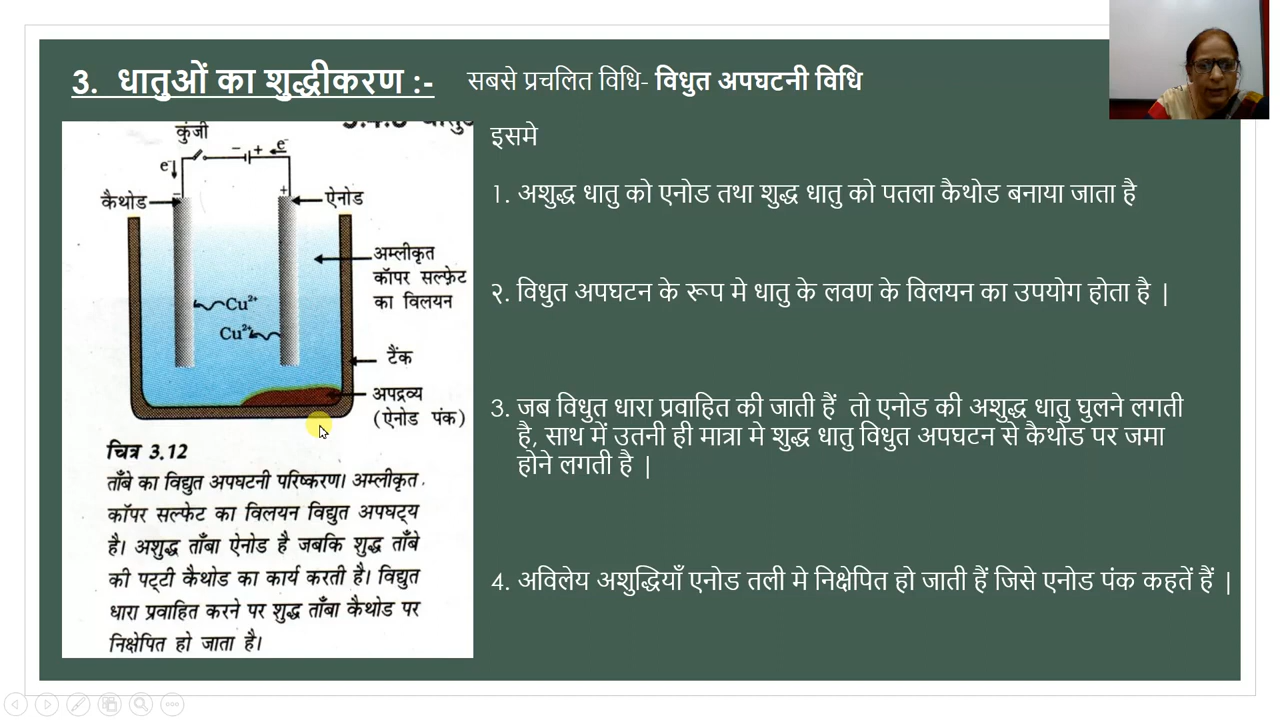 3. धातुओं का शुद्धीकरण :- सबसे प्रचलित विधि- विधुत अपघटनी विधि
कुंजी
− +
e⁻
e⁻
− +
कैथोड
ऐनोड
अम्लीकृत
कॉपर सल्फ़ेट
का विलयन
Cu²⁺
Cu²⁺
टैंक
अपद्रव्य
(ऐनोड पंक)
चित्र 3.12
ताँबे का विद्युत अपघटनी परिष्करण। अम्लीकृत
कॉपर सल्फेट का विलयन विद्युत अपघट्य
है। अशुद्ध ताँबा ऐनोड है जबकि शुद्ध ताँबे
की पट्टी कैथोड का कार्य करती है। विद्युत
धारा प्रवाहित करने पर शुद्ध ताँबा कैथोड पर
निक्षेपित हो जाता है।
इसमे
1. अशुद्ध धातु को एनोड तथा शुद्ध धातु को पतला कैथोड बनाया जाता है
२. विधुत अपघटन के रूप मे धातु के लवण के विलयन का उपयोग होता है |
3. जब विधुत धारा प्रवाहित की जाती हैं तो एनोड की अशुद्ध धातु घुलने लगती
है, साथ में उतनी ही मात्रा मे शुद्ध धातु विधुत अपघटन से कैथोड पर जमा
होने लगती है |
4. अविलेय अशुद्धियाँ एनोड तली मे निक्षेपित हो जाती हैं जिसे एनोड पंक कहतें हैं |